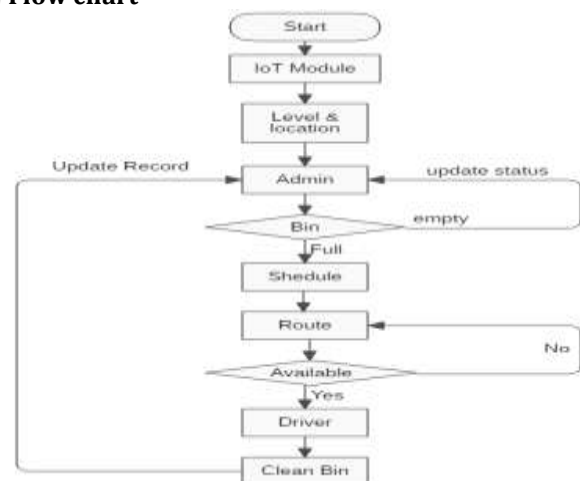 Flow chart
Start
IoT Module
Level &
location
Update Record
update status
Admin
Bin
empty
Full
Shedule
Route
No
Available
Yes
Driver
Clean Bin